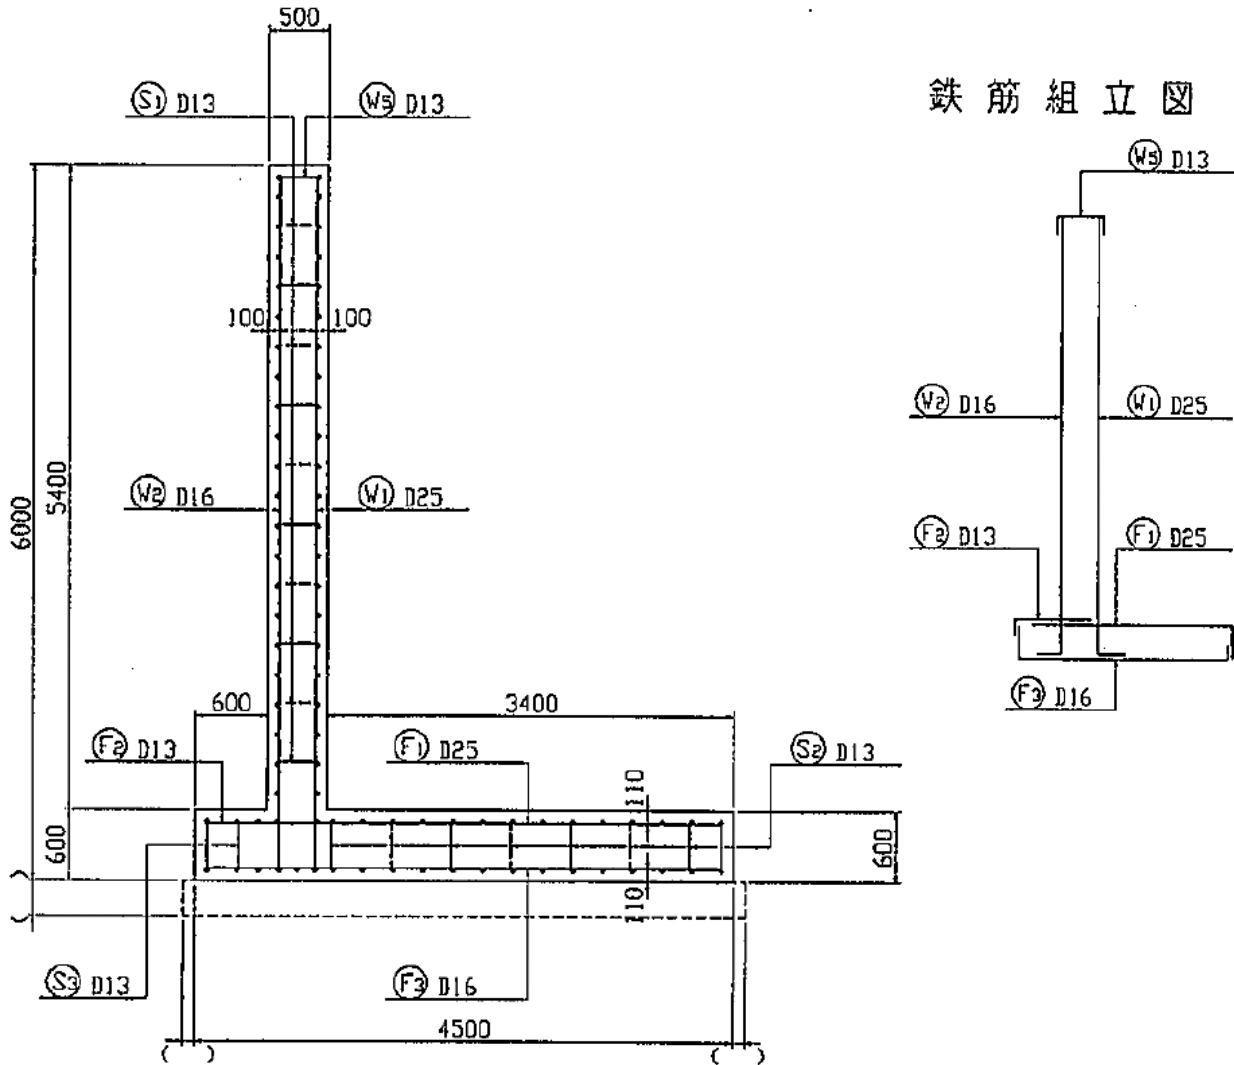 500
S1 D13
W5 D13
鉄筋組立図
W5 D13
100
100
W2 D16
W1 D25
5400
6000
W2 D16
W1 D25
F2 D13
F1 D25
600
3400
F3 D16
F2 D13
F1 D25
S2 D13
110
600
600
110
S3 D13
F3 D16
4500
( )
( )
( )